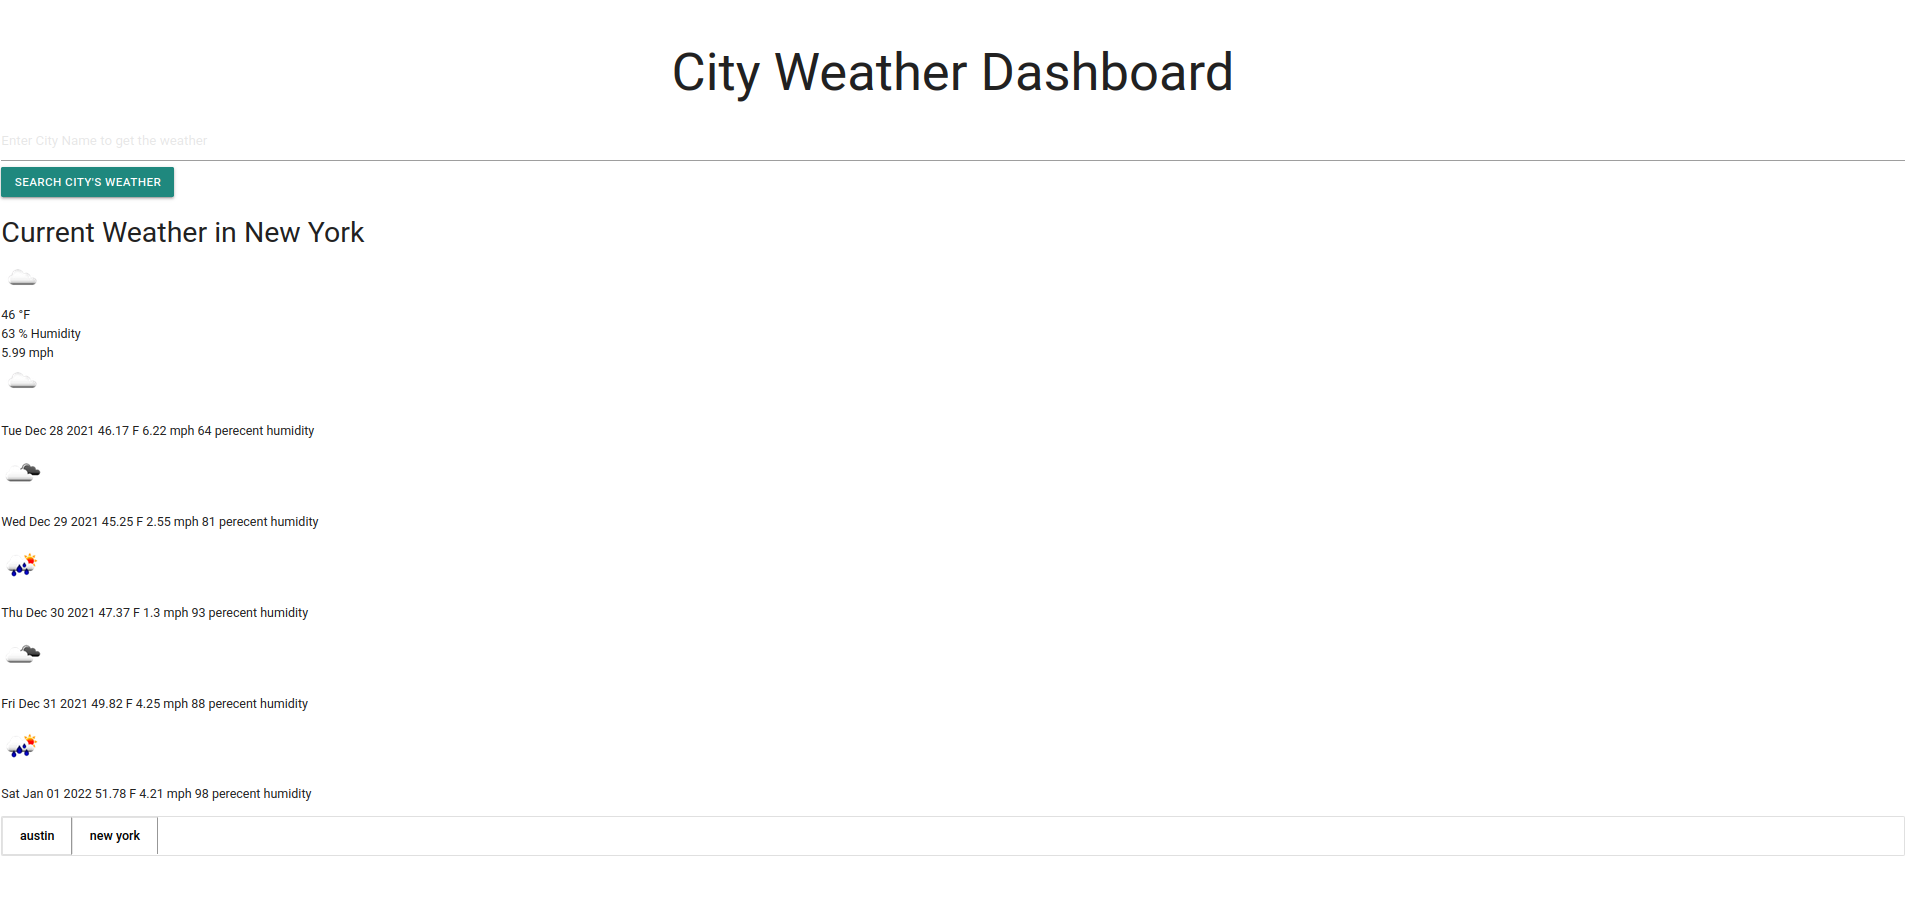 City Weather Dashboard
Enter City Name to get the weather
SEARCH CITY'S WEATHER
Current Weather in New York
46 °F
63 % Humidity
5.99 mph
Tue Dec 28 2021 46.17 F 6.22 mph 64 perecent humidity
Wed Dec 29 2021 45.25 F 2.55 mph 81 perecent humidity
Thu Dec 30 2021 47.37 F 1.3 mph 93 perecent humidity
Fri Dec 31 2021 49.82 F 4.25 mph 88 perecent humidity
Sat Jan 01 2022 51.78 F 4.21 mph 98 perecent humidity
austin new york